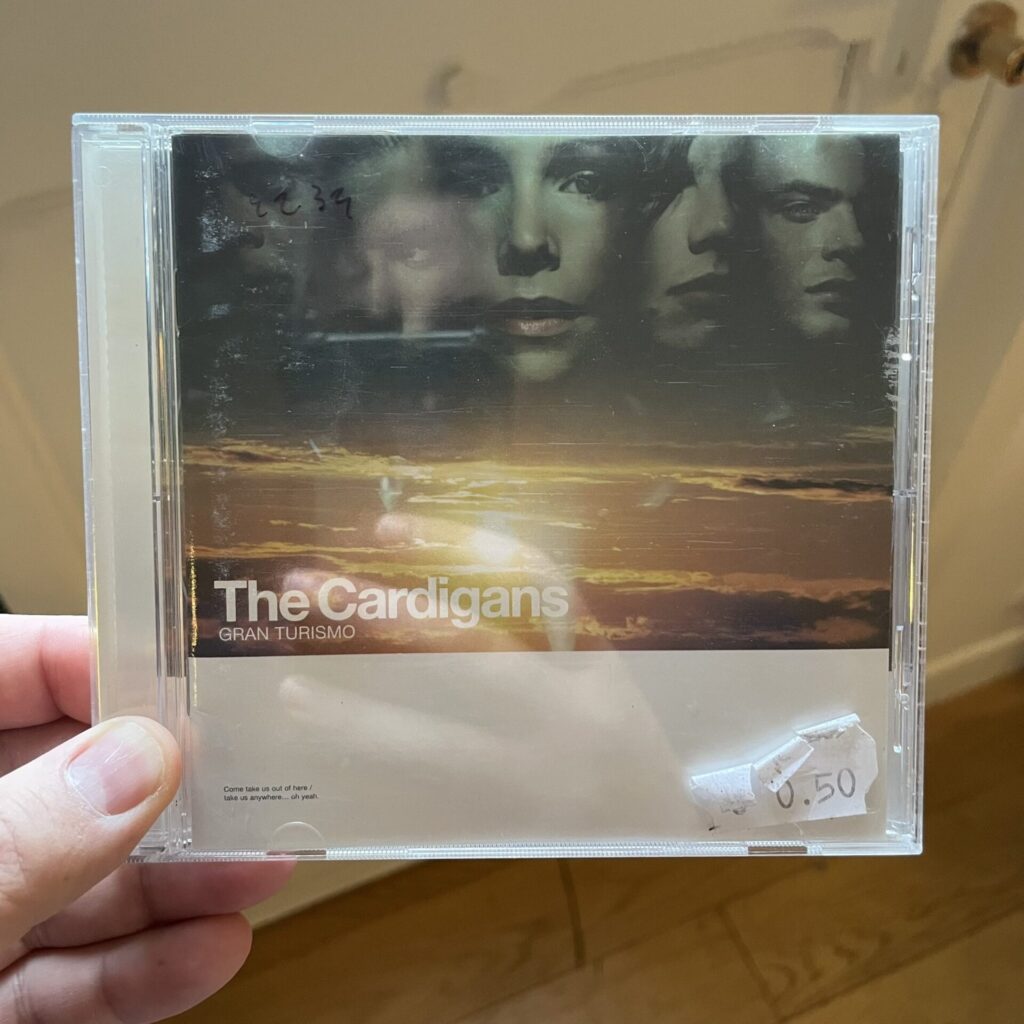 The Cardigans
GRAN TURISMO
Come take us out of here /
take us anywhere... oh yeah.
0.50